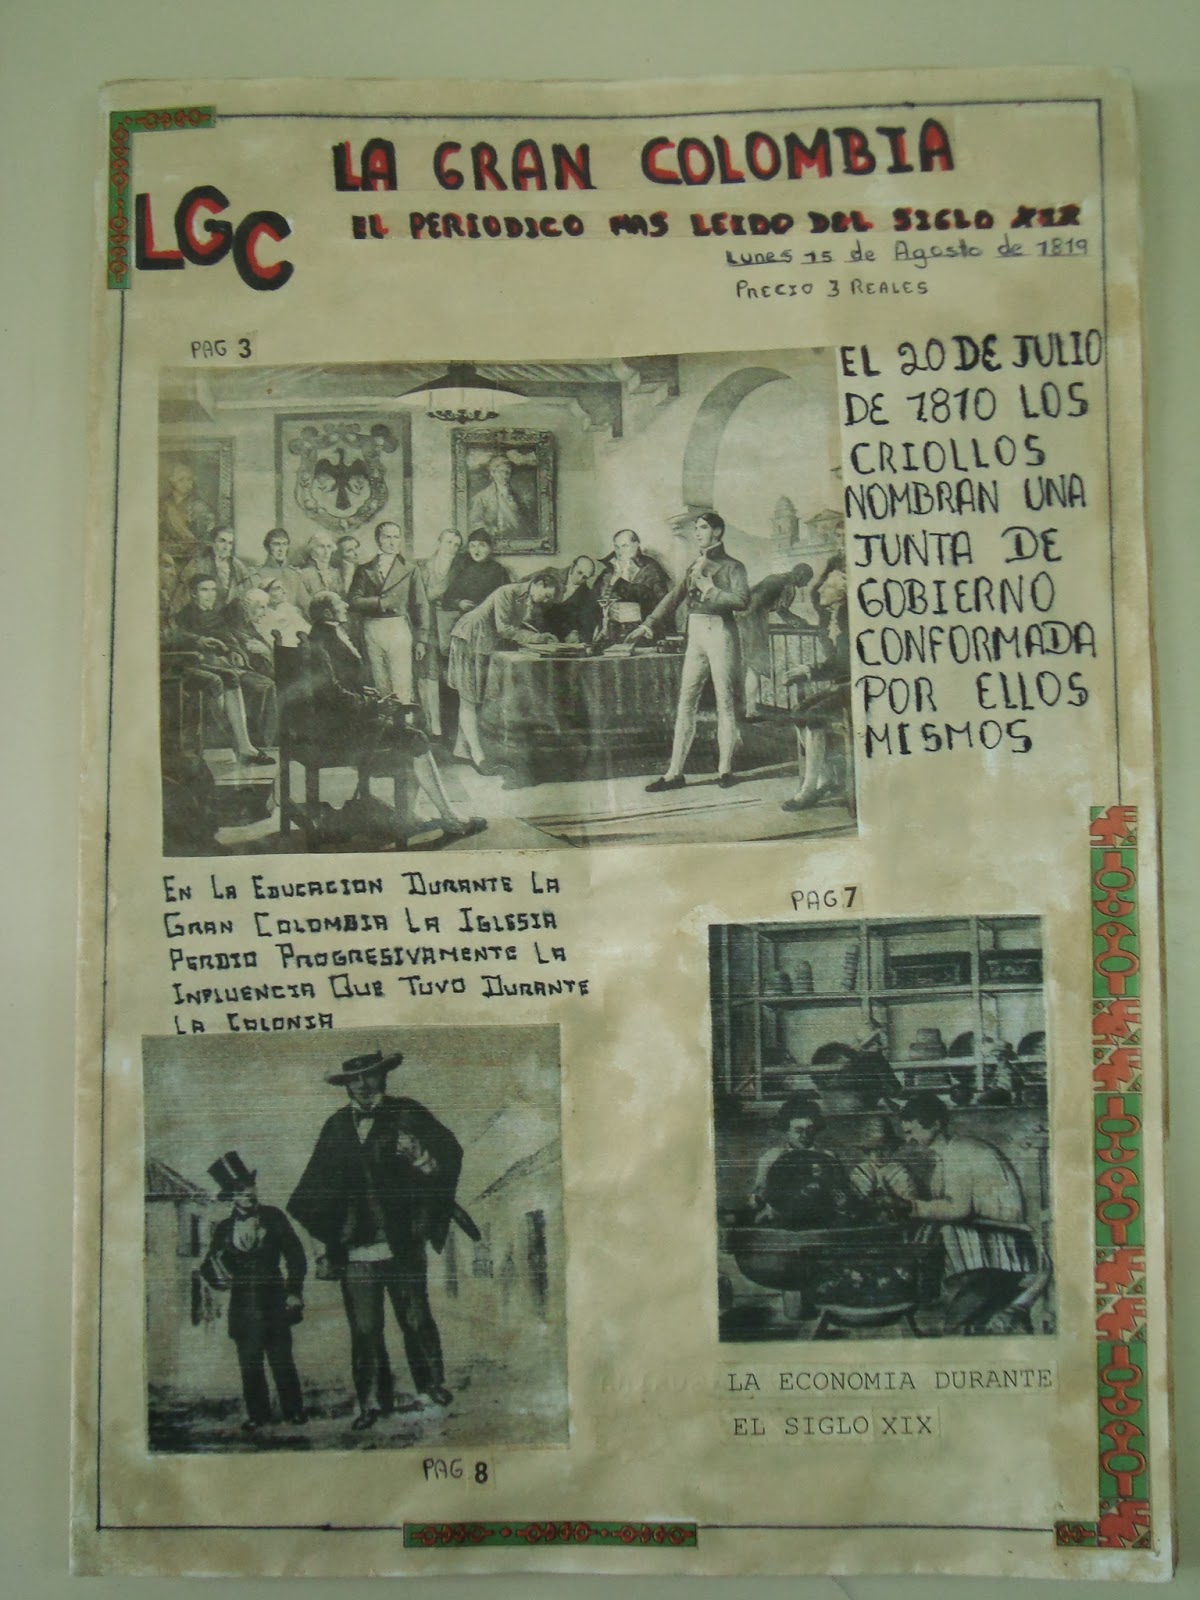 LA GRAN COLOMBIA
LGC
EL PERIODICO MAS LEIDO DEL SIGLO XIX
Lunes 15 de Agosto de 1819
PRECIO 3 REALES
PAG 3
EL 20 DE JULIO
DE 1810 LOS
CRIOLLOS
NOMBRAN UNA
JUNTA DE
GOBIERNO
CONFORMADA
POR ELLOS
MISMOS
EN LA EDUCACION DURANTE LA
GRAN COLOMBIA LA IGLESIA
PERDIO PROGRESIVAMENTE LA
INFLUENCIA QUE TUVO DURANTE
LA COLONIA
PAG 8
PAG 7
LA ECONOMIA DURANTE
EL SIGLO XIX